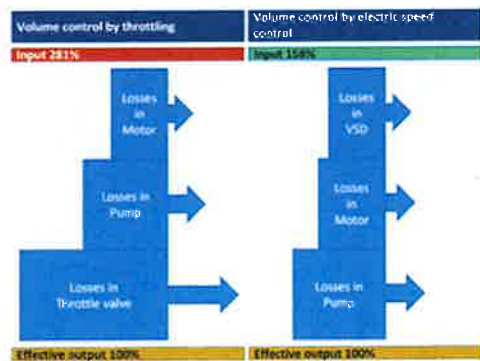 Volume control by throttling
Input 281%
Losses
in
Motor
Losses in
Pump
Losses in
Throttle valve
Effective output 100%
Volume control by electric speed
control
Input 158%
Losses
in
VSD
Losses
in
Motor
Losses in
Pump
Effective output 100%